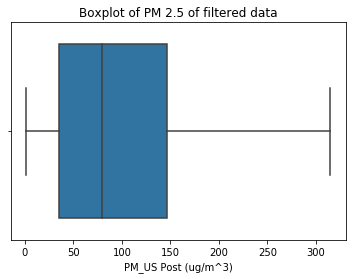 Boxplot of PM 2.5 of filtered data
0 50 100 150 200 250 300
PM_US Post (ug/m^3)